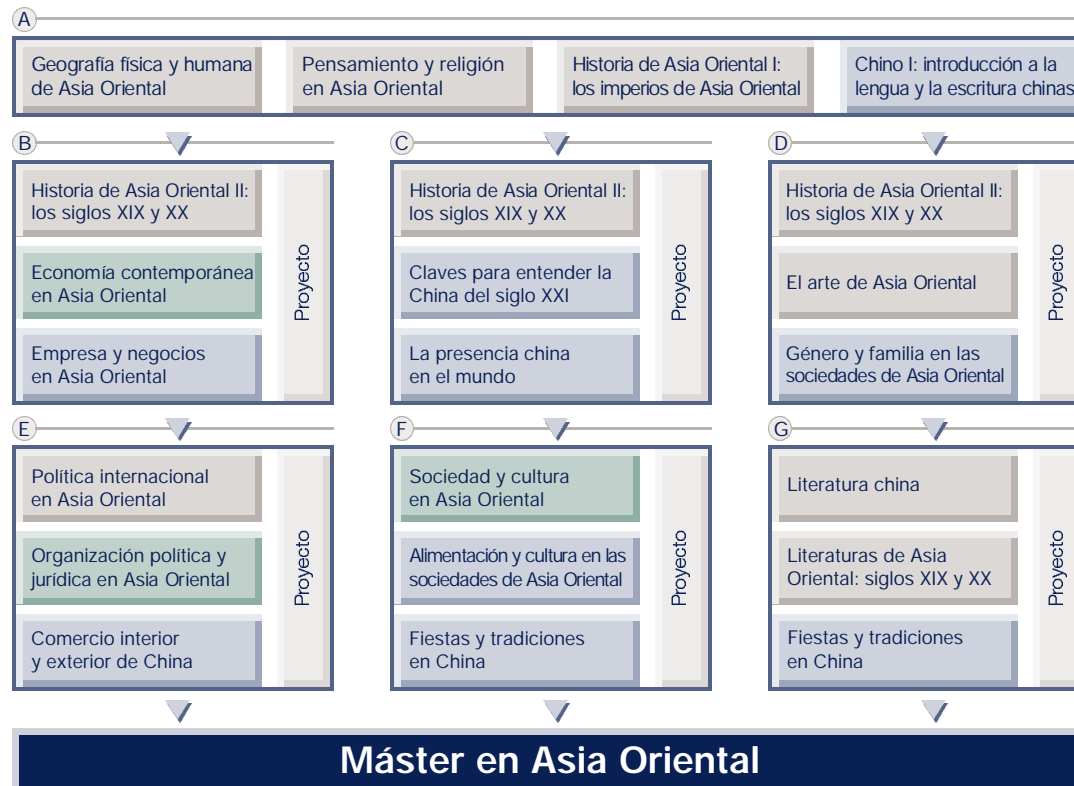 A
Geografía física y humana
de Asia Oriental
Pensamiento y religión
en Asia Oriental
Historia de Asia Oriental I:
los imperios de Asia Oriental
Chino I: introducción a la
lengua y la escritura chinas
B
Historia de Asia Oriental II:
los siglos XIX y XX
Economía contemporánea
en Asia Oriental
Empresa y negocios
en Asia Oriental
Proyecto
C
Historia de Asia Oriental II:
los siglos XIX y XX
Claves para entender la
China del siglo XXI
La presencia china
en el mundo
Proyecto
D
Historia de Asia Oriental II:
los siglos XIX y XX
El arte de Asia Oriental
Género y familia en las
sociedades de Asia Oriental
Proyecto
E
Política internacional
en Asia Oriental
Organización política y
jurídica en Asia Oriental
Comercio interior
y exterior de China
Proyecto
F
Sociedad y cultura
en Asia Oriental
Alimentación y cultura en las
sociedades de Asia Oriental
Fiestas y tradiciones
en China
Proyecto
G
Literatura china
Literaturas de Asia
Oriental: siglos XIX y XX
Fiestas y tradiciones
en China
Proyecto
Máster en Asia Oriental